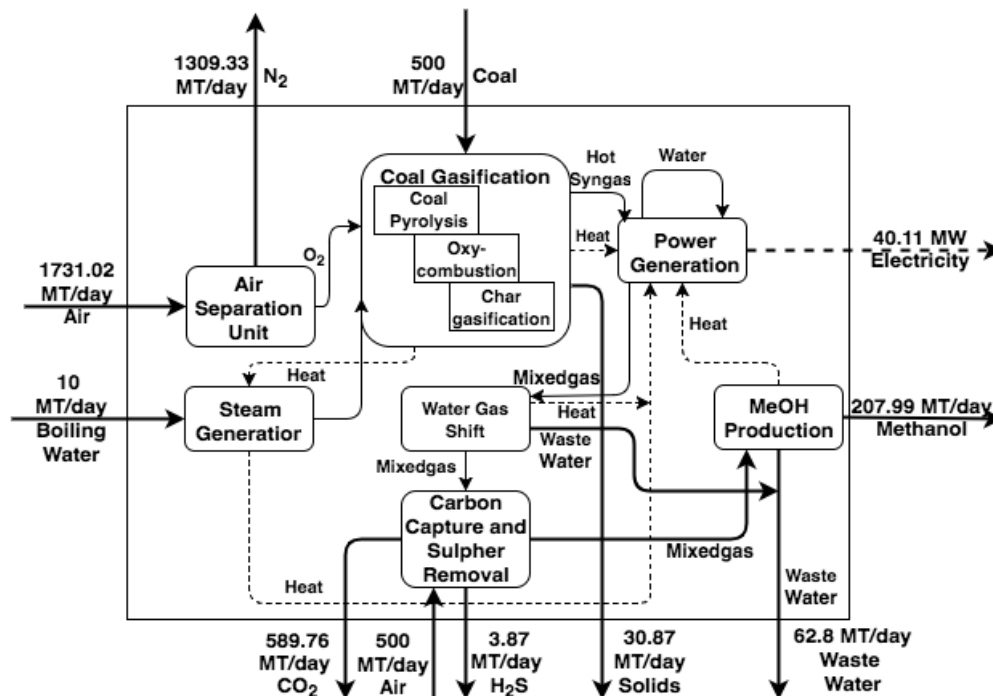 1309.33
MT/day
N2
500
MT/day
Coal
Coal Gasification
Coal
Pyrolysis
Oxy-
combustion
Char
gasification
Hot
Syngas
Water
Heat
Power
Generation
40.11 MW
Electricity
O2
1731.02
MT/day
Air
Air
Separation
Unit
Heat
Heat
10
MT/day
Boiling
Water
Steam
Generation
Mixedgas
Water Gas
Shift
Heat
Waste
Water
MeOH
Production
207.99 MT/day
Methanol
Mixedgas
Carbon
Capture and
Sulpher
Removal
Mixedgas
Heat
Waste
Water
589.76
MT/day
CO2
500
MT/day
Air
3.87
MT/day
H2S
30.87
MT/day
Solids
62.8 MT/day
Waste
Water